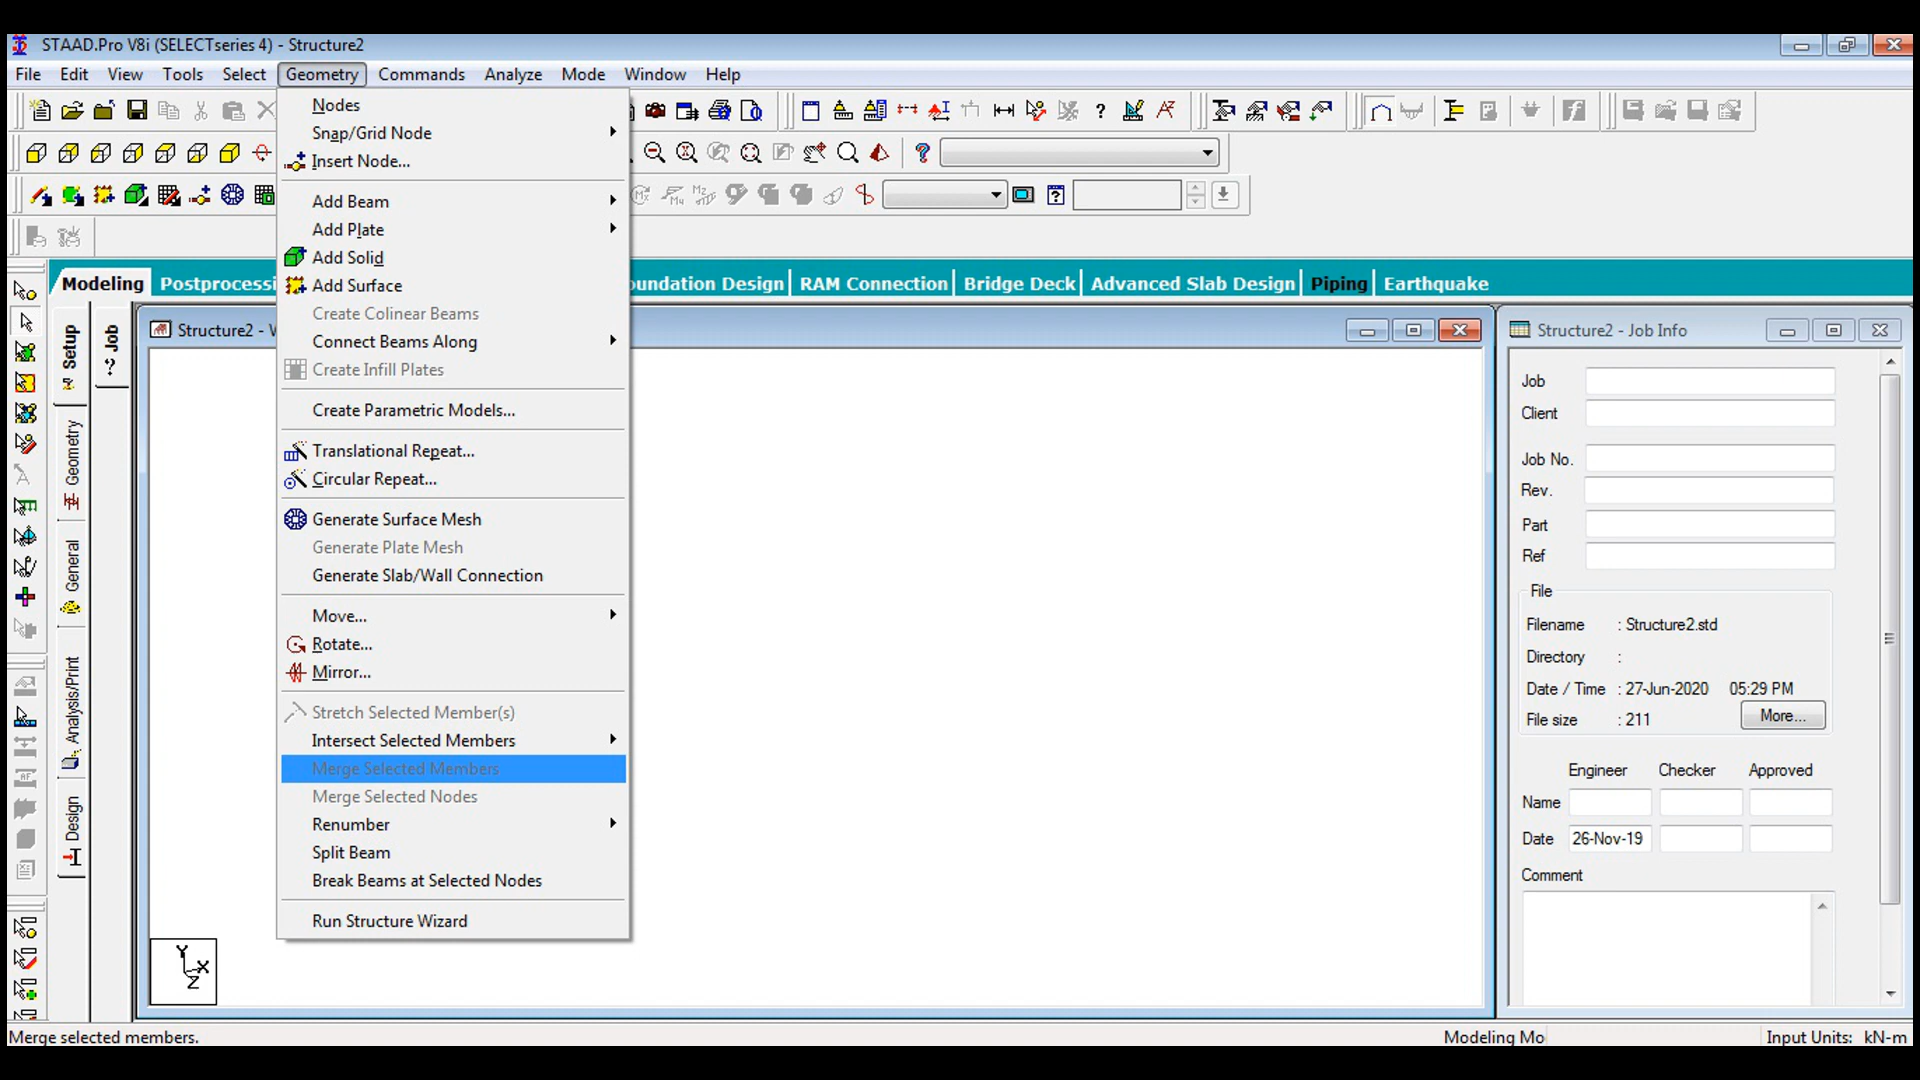 STAAD.Pro V8i (SELECTseries 4) - Structure2
File Edit View Tools Select Geometry Commands Analyze Mode Window Help
Nodes
Snap/Grid Node
Insert Node...
Add Beam
Add Plate
Add Solid
Add Surface
Create Colinear Beams
Connect Beams Along
Create Infill Plates
Create Parametric Models...
Translational Repeat...
Circular Repeat...
Generate Surface Mesh
Generate Plate Mesh
Generate Slab/Wall Connection
Move...
Rotate...
Mirror...
Stretch Selected Member(s)
Intersect Selected Members
Merge Selected Members
Merge Selected Nodes
Renumber
Split Beam
Break Beams at Selected Nodes
Run Structure Wizard
Modeling Postprocessi oundation Design RAM Connection Bridge Deck Advanced Slab Design Piping Earthquake
Setup
Geometry
General
Analysis/Print
Design
Job
Structure2 - W
Y
X
Z
Structure2 - Job Info
Job
Client
Job No.
Rev.
Part
Ref
File
Filename : Structure2.std
Directory :
Date / Time : 27-Jun-2020 05:29 PM
File size : 211
More...
Engineer Checker Approved
Name
Date 26-Nov-19
Comment
Merge selected members.
Modeling Mo
Input Units: kN-m